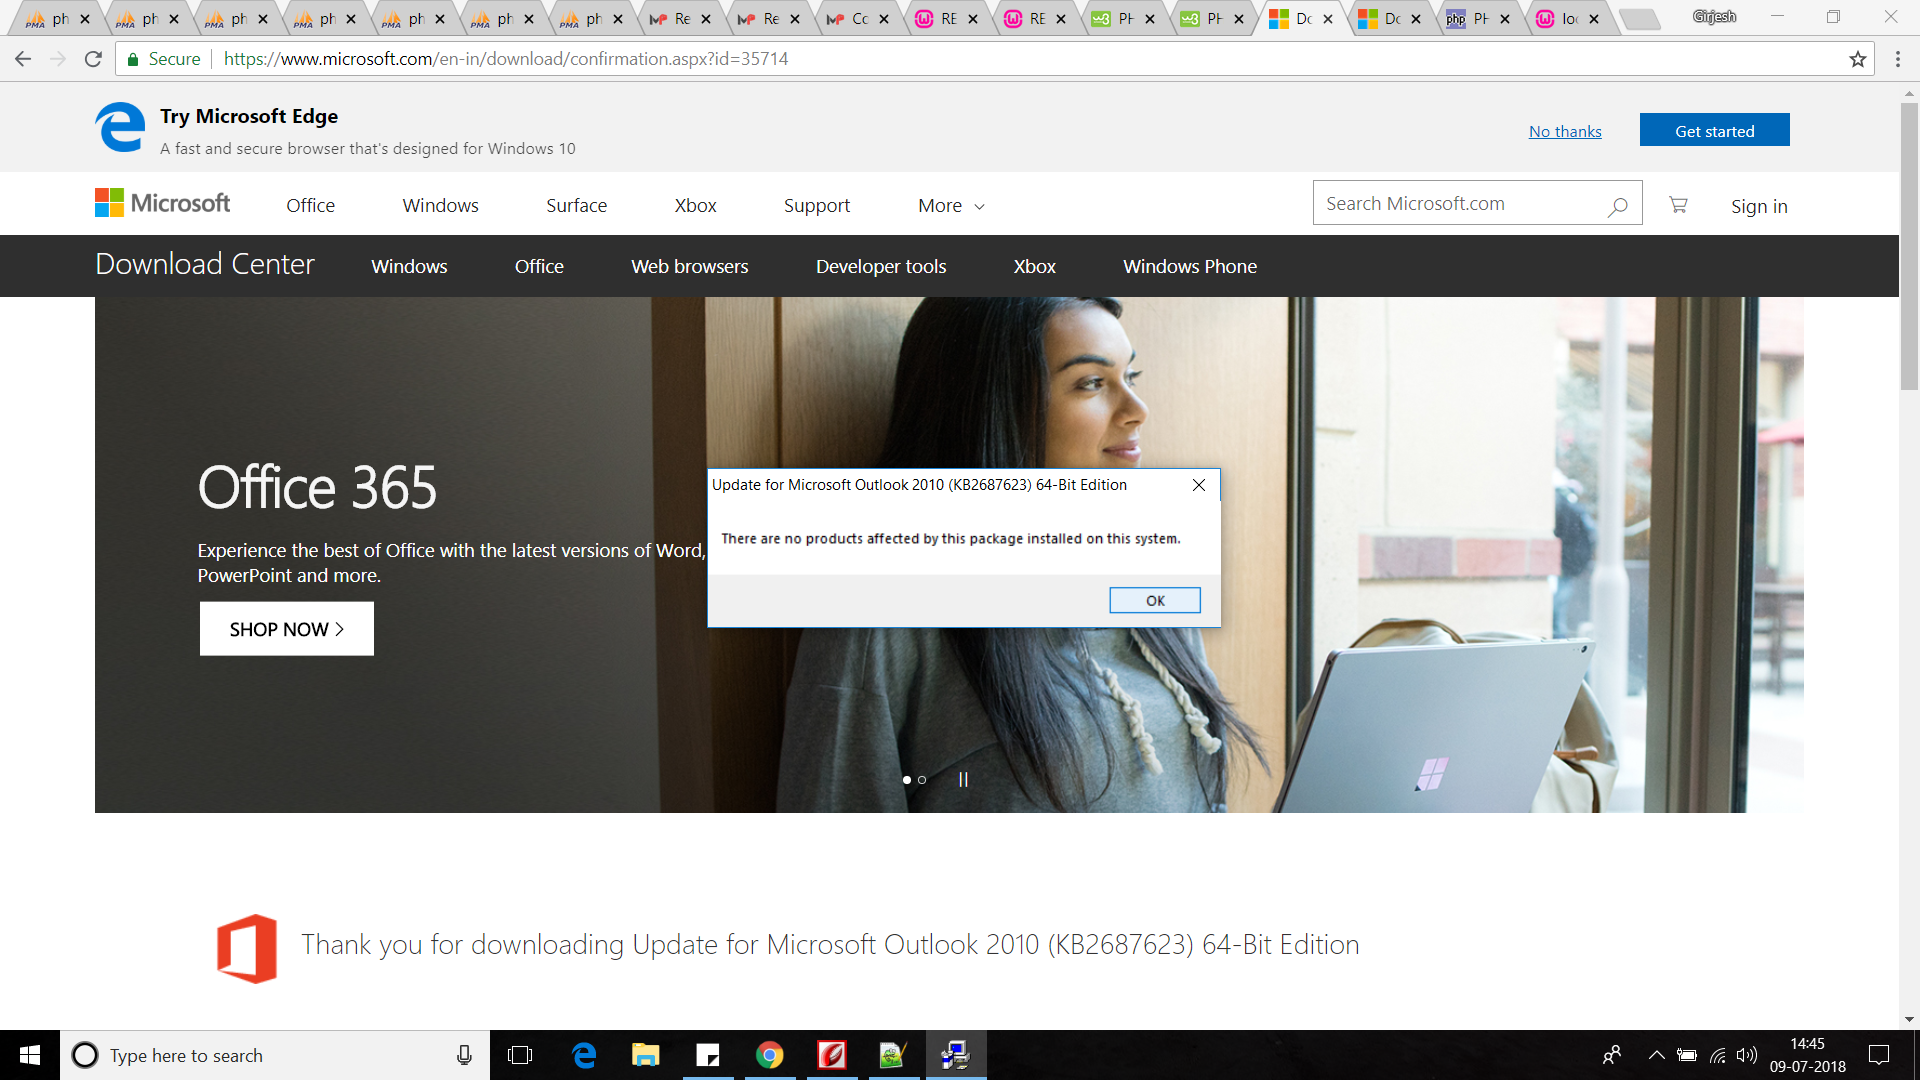 ph ph ph ph ph ph ph Re Re Co RE RE PH PH Do Do PH loc Girjesh
Secure https://www.microsoft.com/en-in/download/confirmation.aspx?id=35714
Try Microsoft Edge
A fast and secure browser that's designed for Windows 10
No thanks
Get started
Microsoft Office Windows Surface Xbox Support More Search Microsoft.com Sign in
Download Center Windows Office Web browsers Developer tools Xbox Windows Phone
Office 365
Experience the best of Office with the latest versions of Word,
PowerPoint and more.
SHOP NOW
Update for Microsoft Outlook 2010 (KB2687623) 64-Bit Edition
There are no products affected by this package installed on this system.
OK
Thank you for downloading Update for Microsoft Outlook 2010 (KB2687623) 64-Bit Edition
Type here to search
14:45
09-07-2018